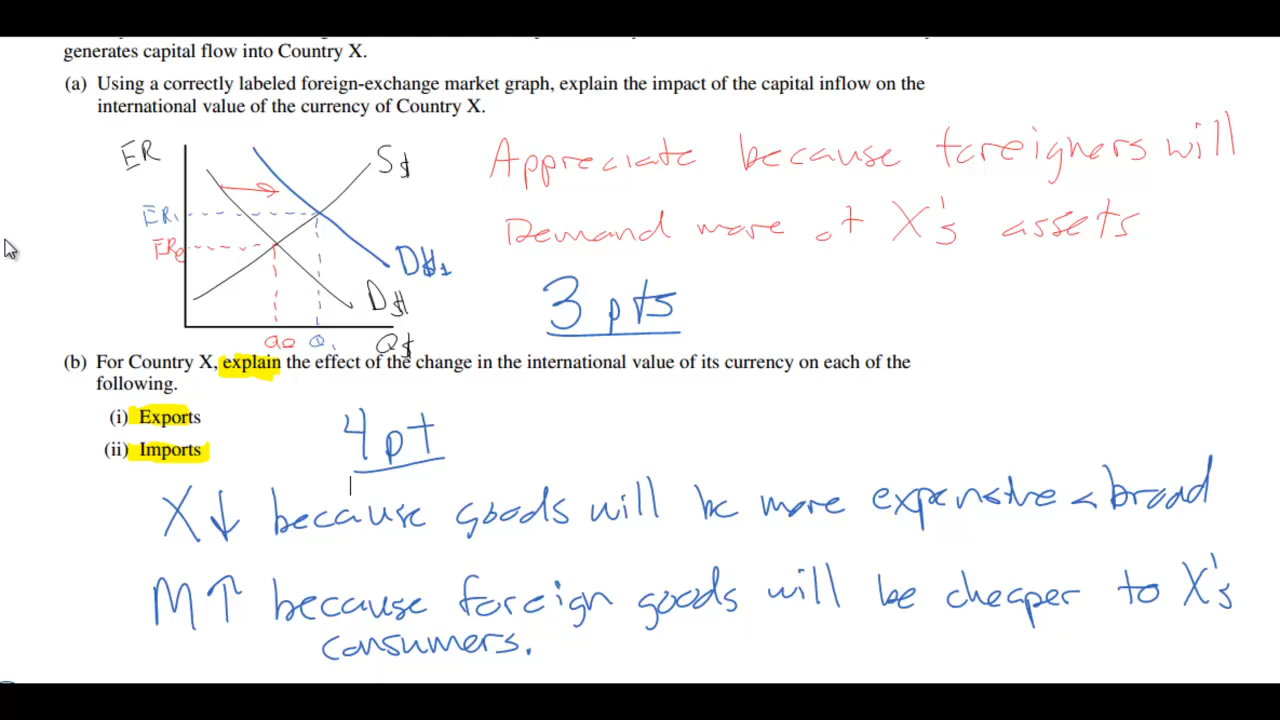 generates capital flow into Country X.
(a) Using a correctly labeled foreign-exchange market graph, explain the impact of the capital inflow on the
international value of the currency of Country X.
ER
S$
Appreciate because foreigners will
Demand more of X's assets
ER1
ER0
D$1
D$
3 pts
Q0 Q1 Q$
(b) For Country X, explain the effect of the change in the international value of its currency on each of the
following.
(i) Exports
(ii) Imports
4 pt
X↓ because goods will be more expensive abroad
M↑ because foreign goods will be cheaper to X's
consumers.